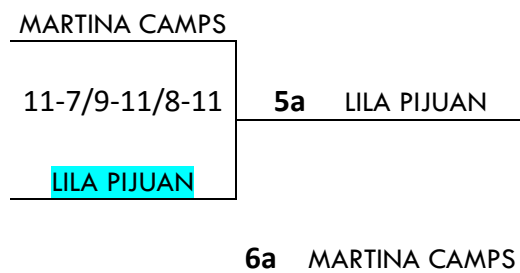 MARTINA CAMPS
11-7/9-11/8-11
5a LILA PIJUAN
LILA PIJUAN
6a MARTINA CAMPS